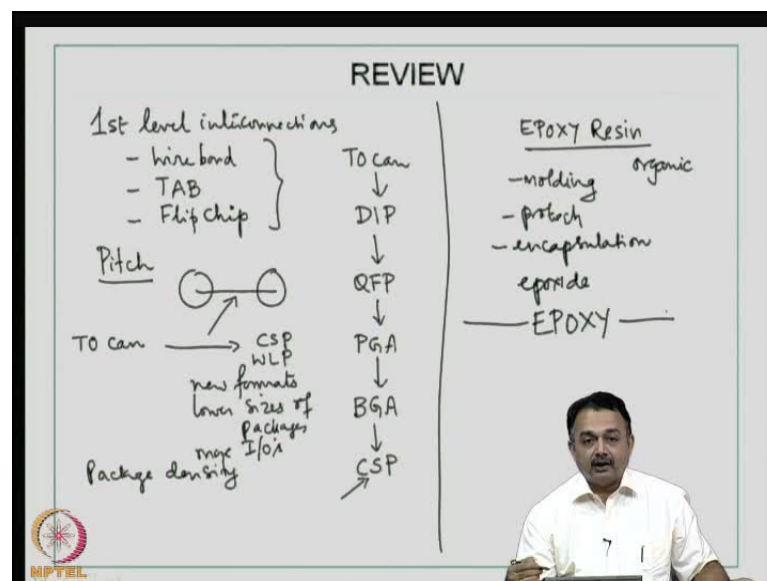 REVIEW
1st level interconnections
- wire bond
- TAB
- Flip chip
Pitch
TO can
CSP
WLP
new formats
lower sizes of
packages
more I/O's
Package density
TO can
DIP
QFP
PGA
BGA
CSP
EPOXY Resin
organic
- molding
- protect
- encapsulation
epoxide
EPOXY
NPTEL